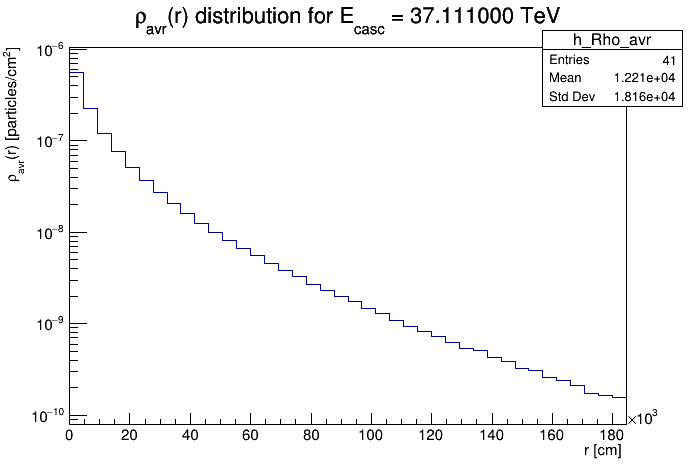 ρavr(r) distribution for Ecasc = 37.111000 TeV
h_Rho_avr
Entries 41
Mean 1.221e+04
Std Dev 1.816e+04
ρavr(r) [particles/cm²]
10⁻⁶
10⁻⁷
10⁻⁸
10⁻⁹
10⁻¹⁰
0 20 40 60 80 100 120 140 160 180
×10³
r [cm]